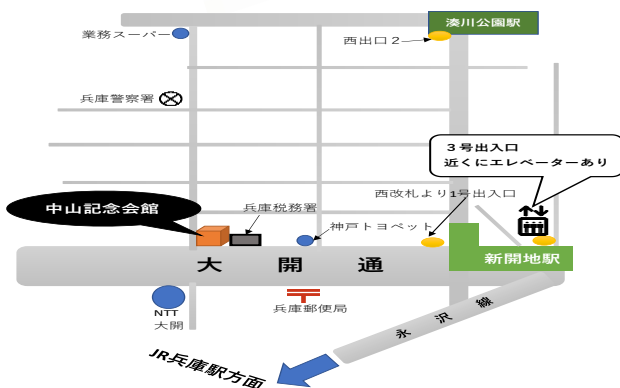 湊川公園駅
業務スーパー
西出口２
兵庫警察署
３号出入口
近くにエレベーターあり
西改札より1号出入口
中山記念会館
兵庫税務署
神戸トヨペット
大開通
新開地駅
兵庫郵便局
NTT
大開
永沢線
JR兵庫駅方面